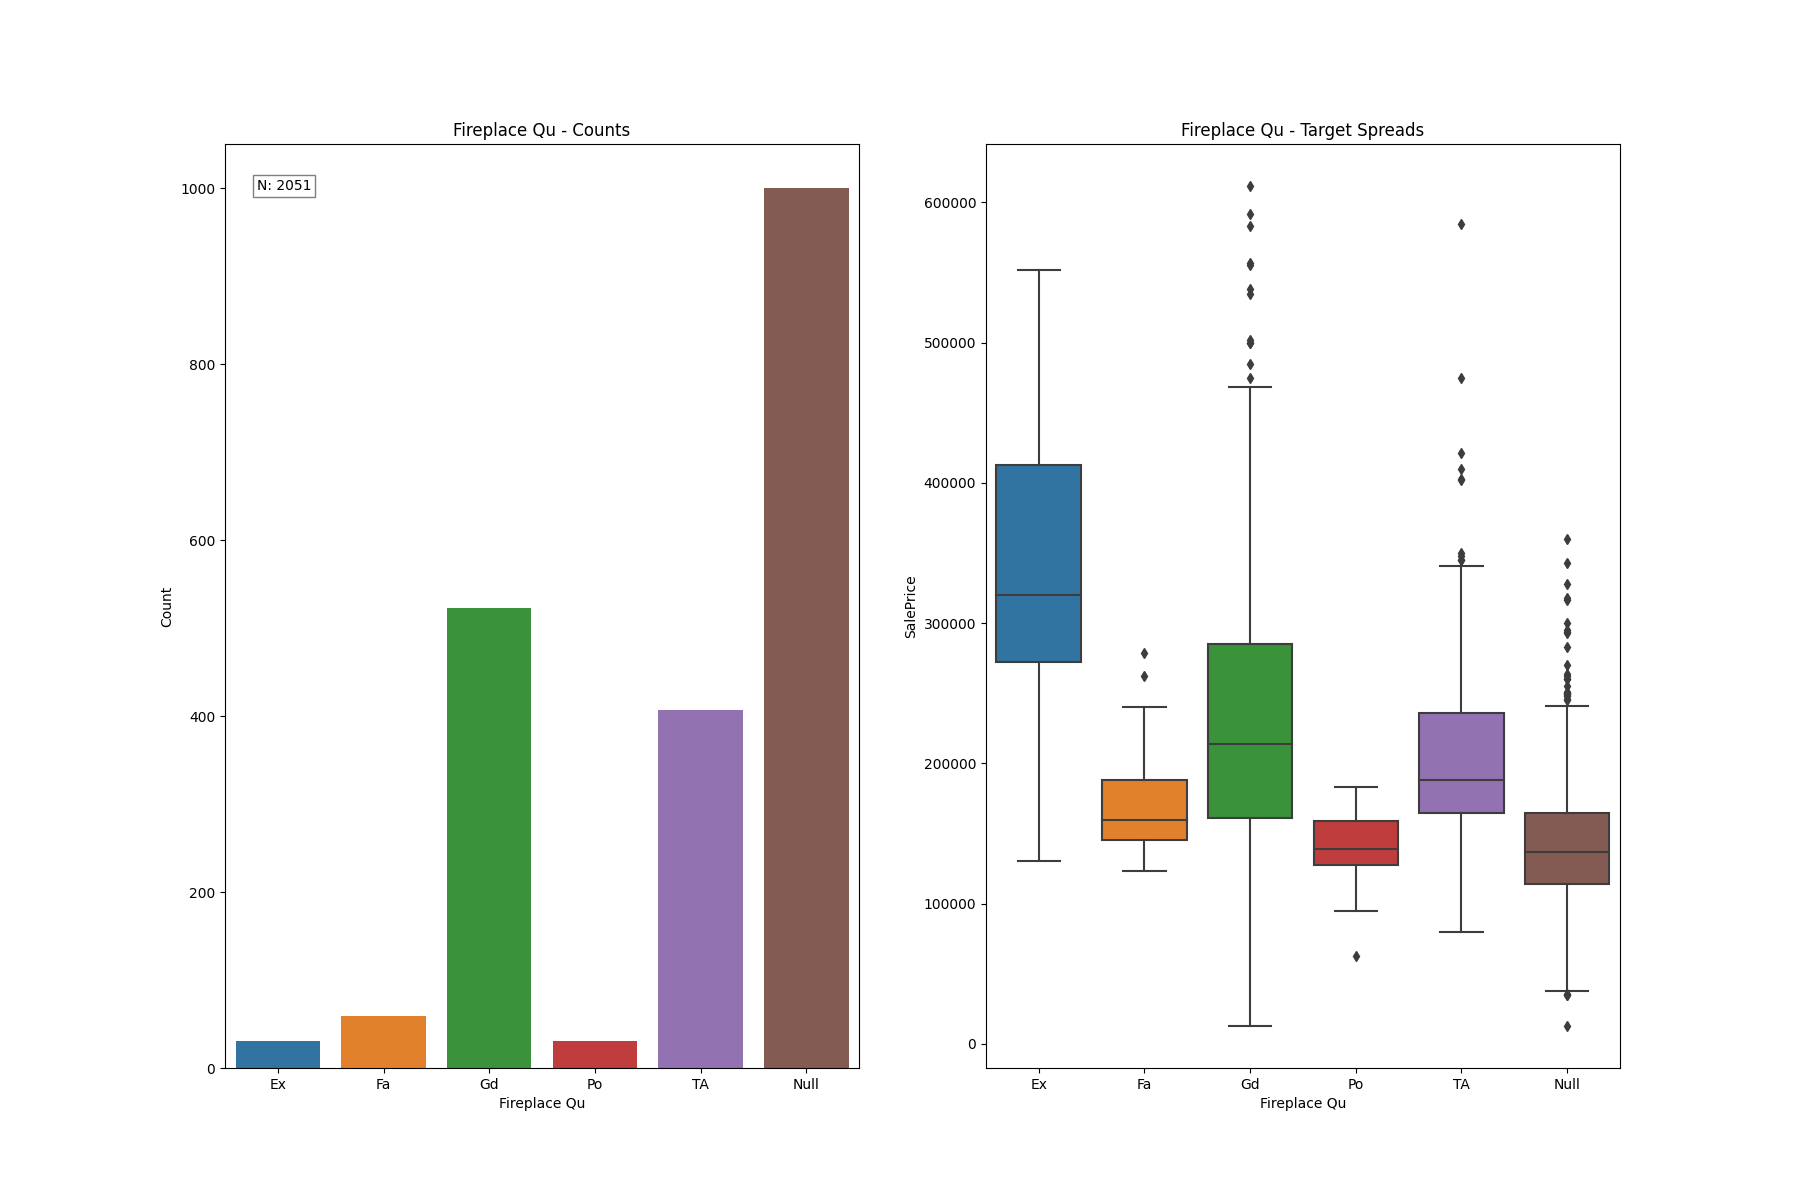 Fireplace Qu - Counts
N: 2051
1000
800
600
400
200
0
Count
Ex Fa Gd Po TA Null
Fireplace Qu
Fireplace Qu - Target Spreads
600000
500000
400000
300000
200000
100000
0
SalePrice
Ex Fa Gd Po TA Null
Fireplace Qu